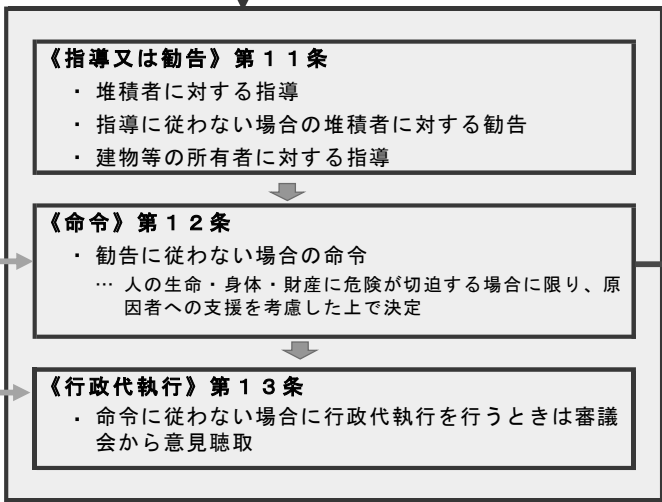 《指導又は勧告》第１１条
・ 堆積者に対する指導
・ 指導に従わない場合の堆積者に対する勧告
・ 建物等の所有者に対する指導
《命令》第１２条
・ 勧告に従わない場合の命令
… 人の生命・身体・財産に危険が切迫する場合に限り、原
因者への支援を考慮した上で決定
《行政代執行》第１３条
・ 命令に従わない場合に行政代執行を行うときは審議
会から意見聴取